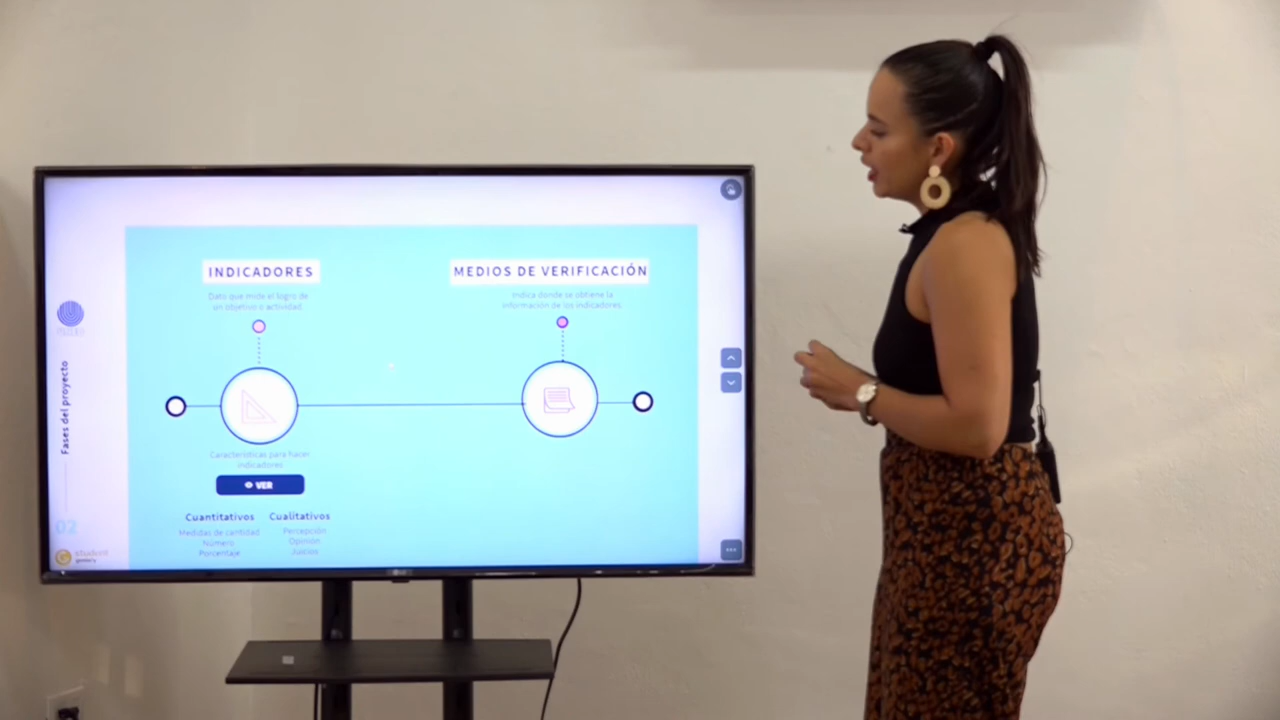 INDICADORES
Dato que mide el logro de
un objetivo o actividad.
MEDIOS DE VERIFICACIÓN
Indica donde se obtiene la
información de los indicadores.
Características para hacer
indicadores
VER
Cuantitativos
Medidas de cantidad
Número
Porcentaje
Cualitativos
Percepción
Opinión
Juicios
Fases del proyecto
02
student